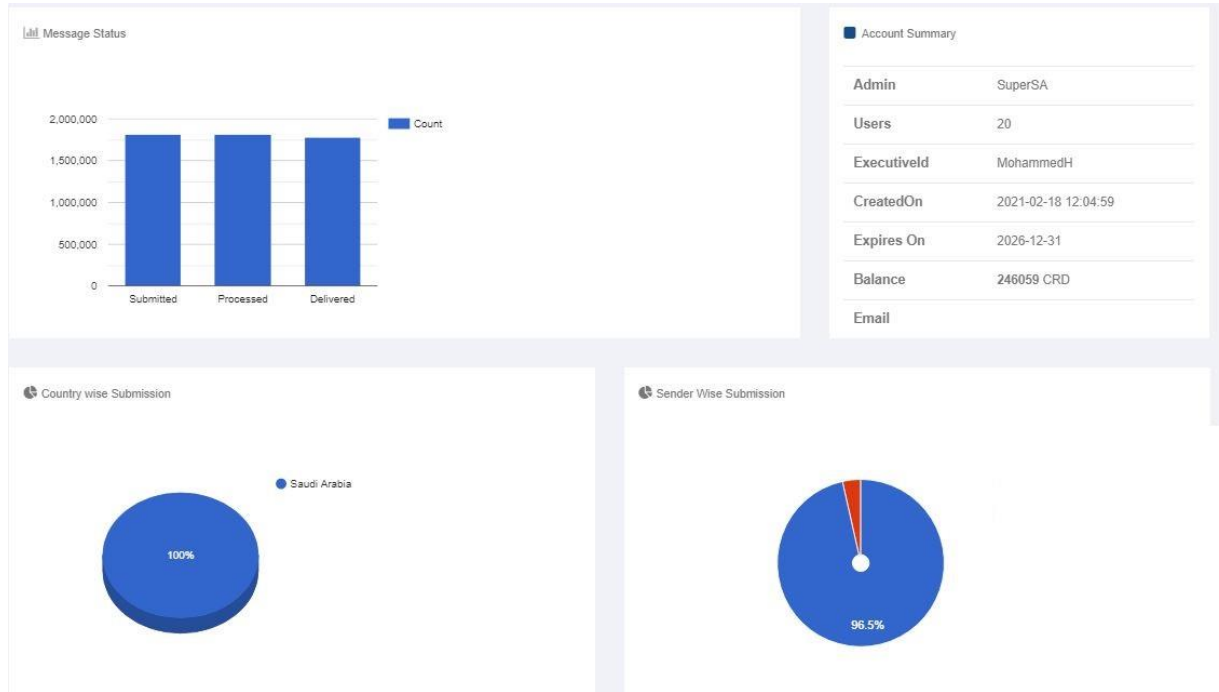 Message Status
2,000,000
Count
1,500,000
1,000,000
500,000
0
Submitted Processed Delivered
Account Summary
Admin SuperSA
Users 20
ExecutiveId MohammedH
CreatedOn 2021-02-18 12:04:59
Expires On 2026-12-31
Balance 246059 CRD
Email
Country wise Submission
Saudi Arabia
100%
Sender Wise Submission
96.5%